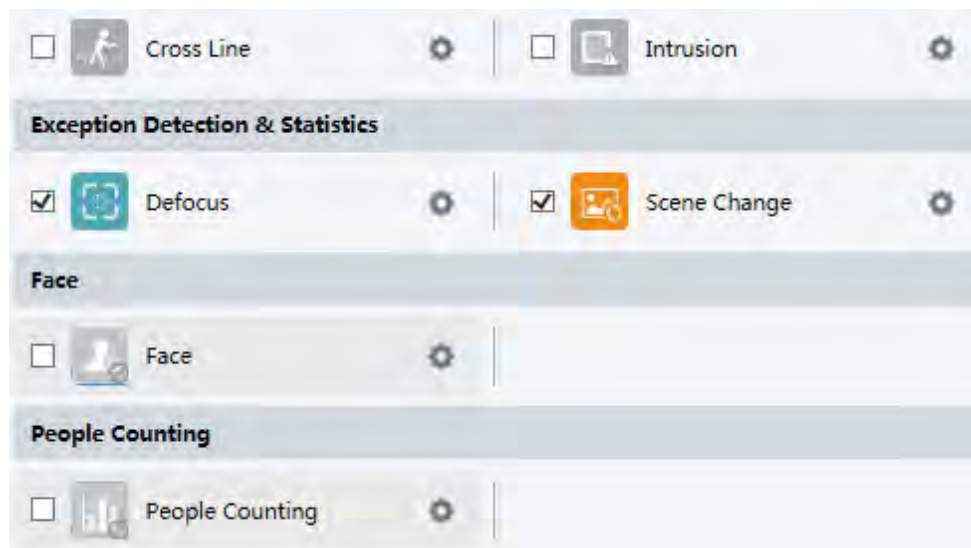 Cross Line Intrusion
Exception Detection & Statistics
Defocus Scene Change
Face
Face
People Counting
People Counting